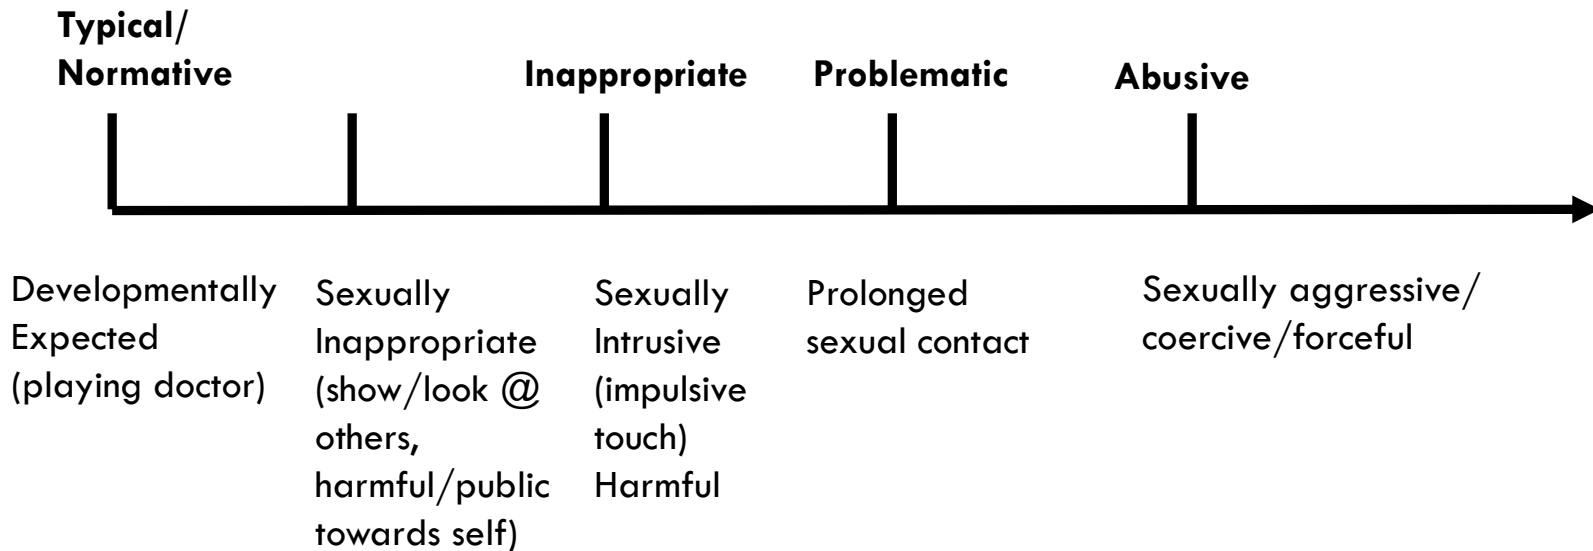 Typical/
Normative
Inappropriate
Problematic
Abusive
Developmentally
Expected
(playing doctor)
Sexually
Inappropriate
(show/look @
others,
harmful/public
towards self)
Sexually
Intrusive
(impulsive
touch)
Harmful
Prolonged
sexual contact
Sexually aggressive/
coercive/forceful